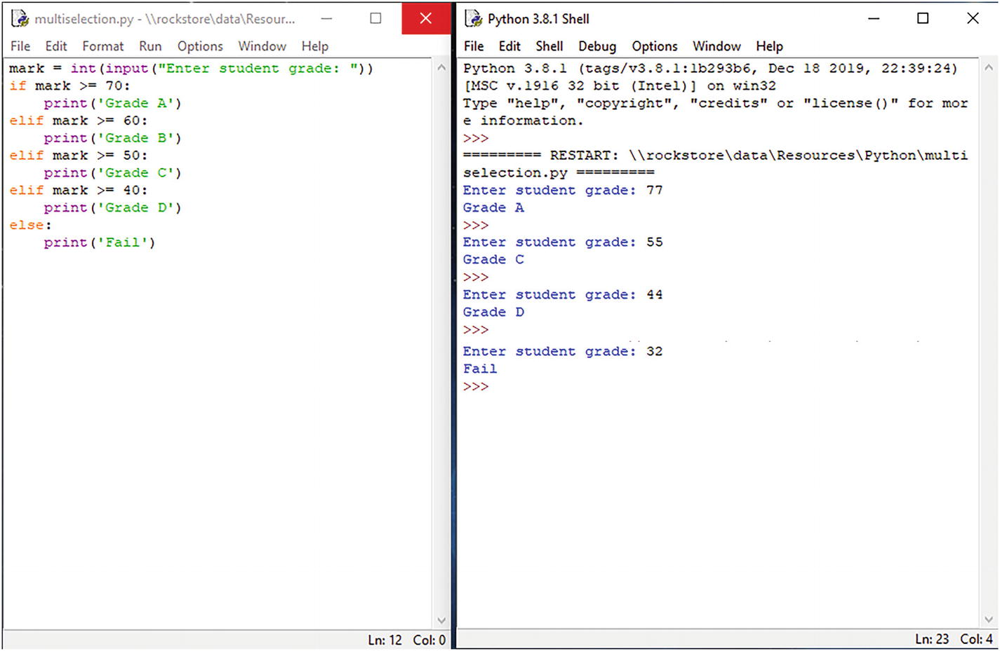 multiselection.py - \\rockstore\data\Resour...
File Edit Format Run Options Window Help
mark = int(input("Enter student grade: "))
if mark >= 70:
    print('Grade A')
elif mark >= 60:
    print('Grade B')
elif mark >= 50:
    print('Grade C')
elif mark >= 40:
    print('Grade D')
else:
    print('Fail')
Ln: 12 Col: 0
Python 3.8.1 Shell
File Edit Shell Debug Options Window Help
Python 3.8.1 (tags/v3.8.1:1b293b6, Dec 18 2019, 22:39:24)
[MSC v.1916 32 bit (Intel)] on win32
Type "help", "copyright", "credits" or "license()" for mor
e information.
>>>
========= RESTART: \\rockstore\data\Resources\Python\multi
selection.py =========
Enter student grade: 77
Grade A
>>>
Enter student grade: 55
Grade C
>>>
Enter student grade: 44
Grade D
>>>
Enter student grade: 32
Fail
>>>
Ln: 23 Col: 4